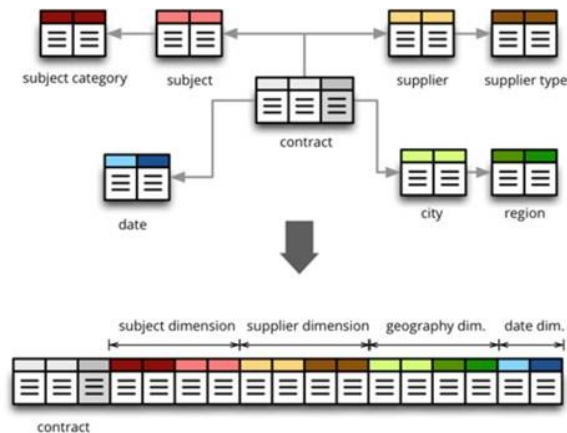 subject category
subject
supplier
supplier type
contract
date
city
region
subject dimension
supplier dimension
geography dim.
date dim.
contract